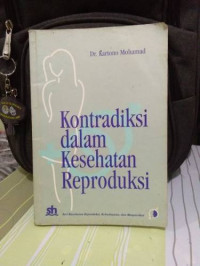 Dr. Kartono Mohamad
Kontradiksi
dalam
Kesehatan
Reproduksi